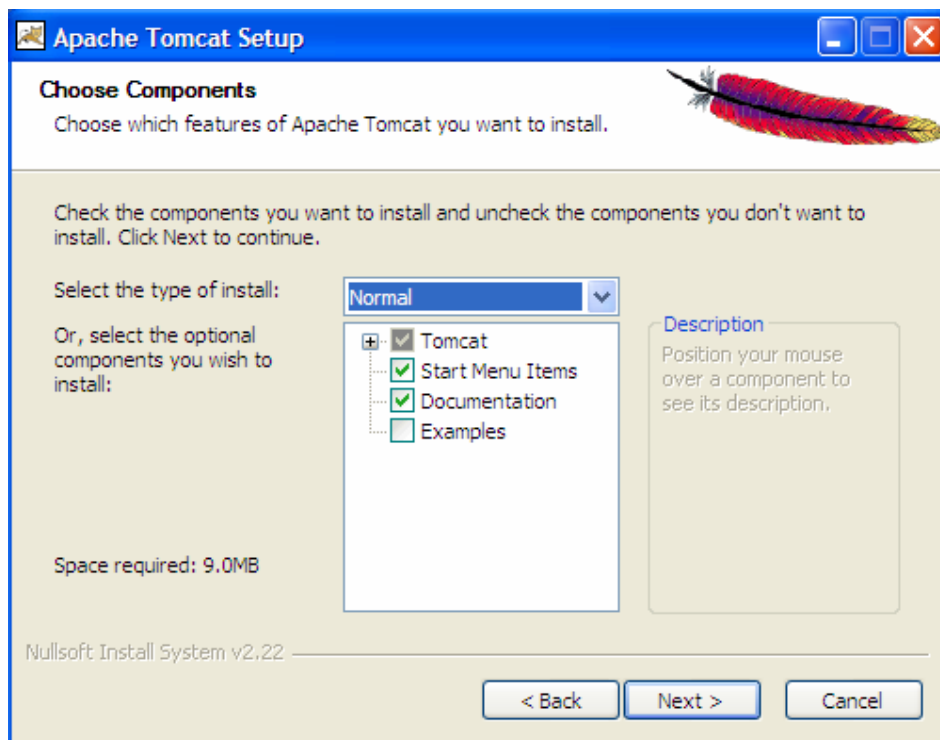 Apache Tomcat Setup
Choose Components
Choose which features of Apache Tomcat you want to install.
Check the components you want to install and uncheck the components you don't want to
install. Click Next to continue.
Select the type of install:
Normal
Or, select the optional
components you wish to
install:
Tomcat
Start Menu Items
Documentation
Examples
Description
Position your mouse
over a component to
see its description.
Space required: 9.0MB
Nullsoft Install System v2.22
< Back
Next >
Cancel